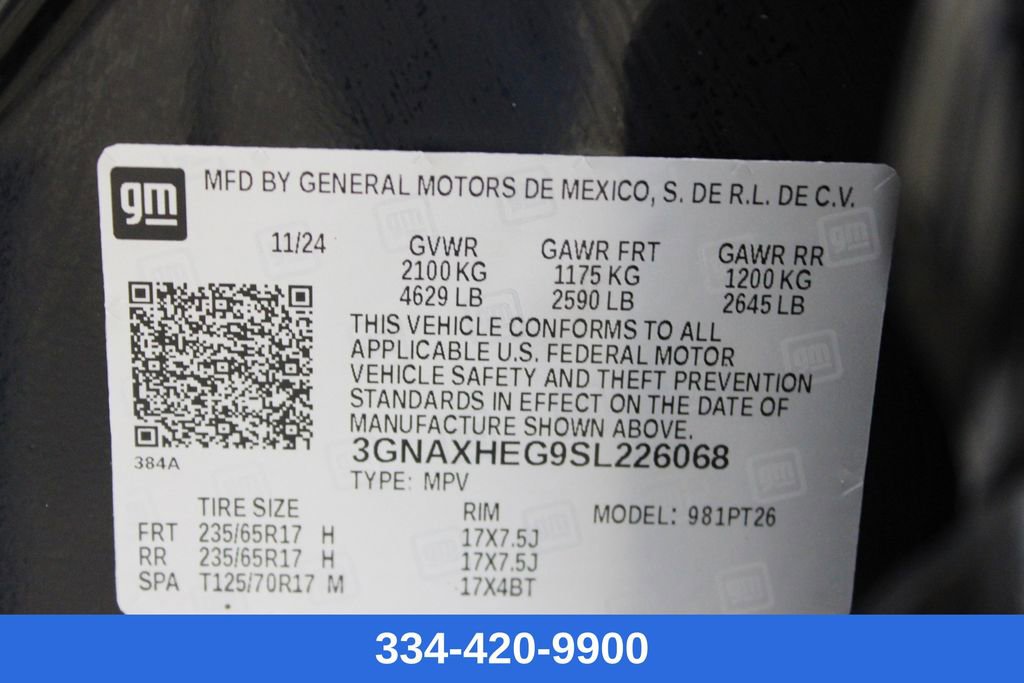 gm
MFD BY GENERAL MOTORS DE MEXICO, S. DE R.L. DE C.V.
11/24 GVWR GAWR FRT GAWR RR
2100 KG 1175 KG 1200 KG
4629 LB 2590 LB 2645 LB
THIS VEHICLE CONFORMS TO ALL
APPLICABLE U.S. FEDERAL MOTOR
VEHICLE SAFETY AND THEFT PREVENTION
STANDARDS IN EFFECT ON THE DATE OF
MANUFACTURE SHOWN ABOVE.
3GNAXHEG9SL226068
384A
TYPE: MPV
TIRE SIZE RIM MODEL: 981PT26
FRT 235/65R17 H 17X7.5J
RR 235/65R17 H 17X7.5J
SPA T125/70R17 M 17X4BT
334-420-9900